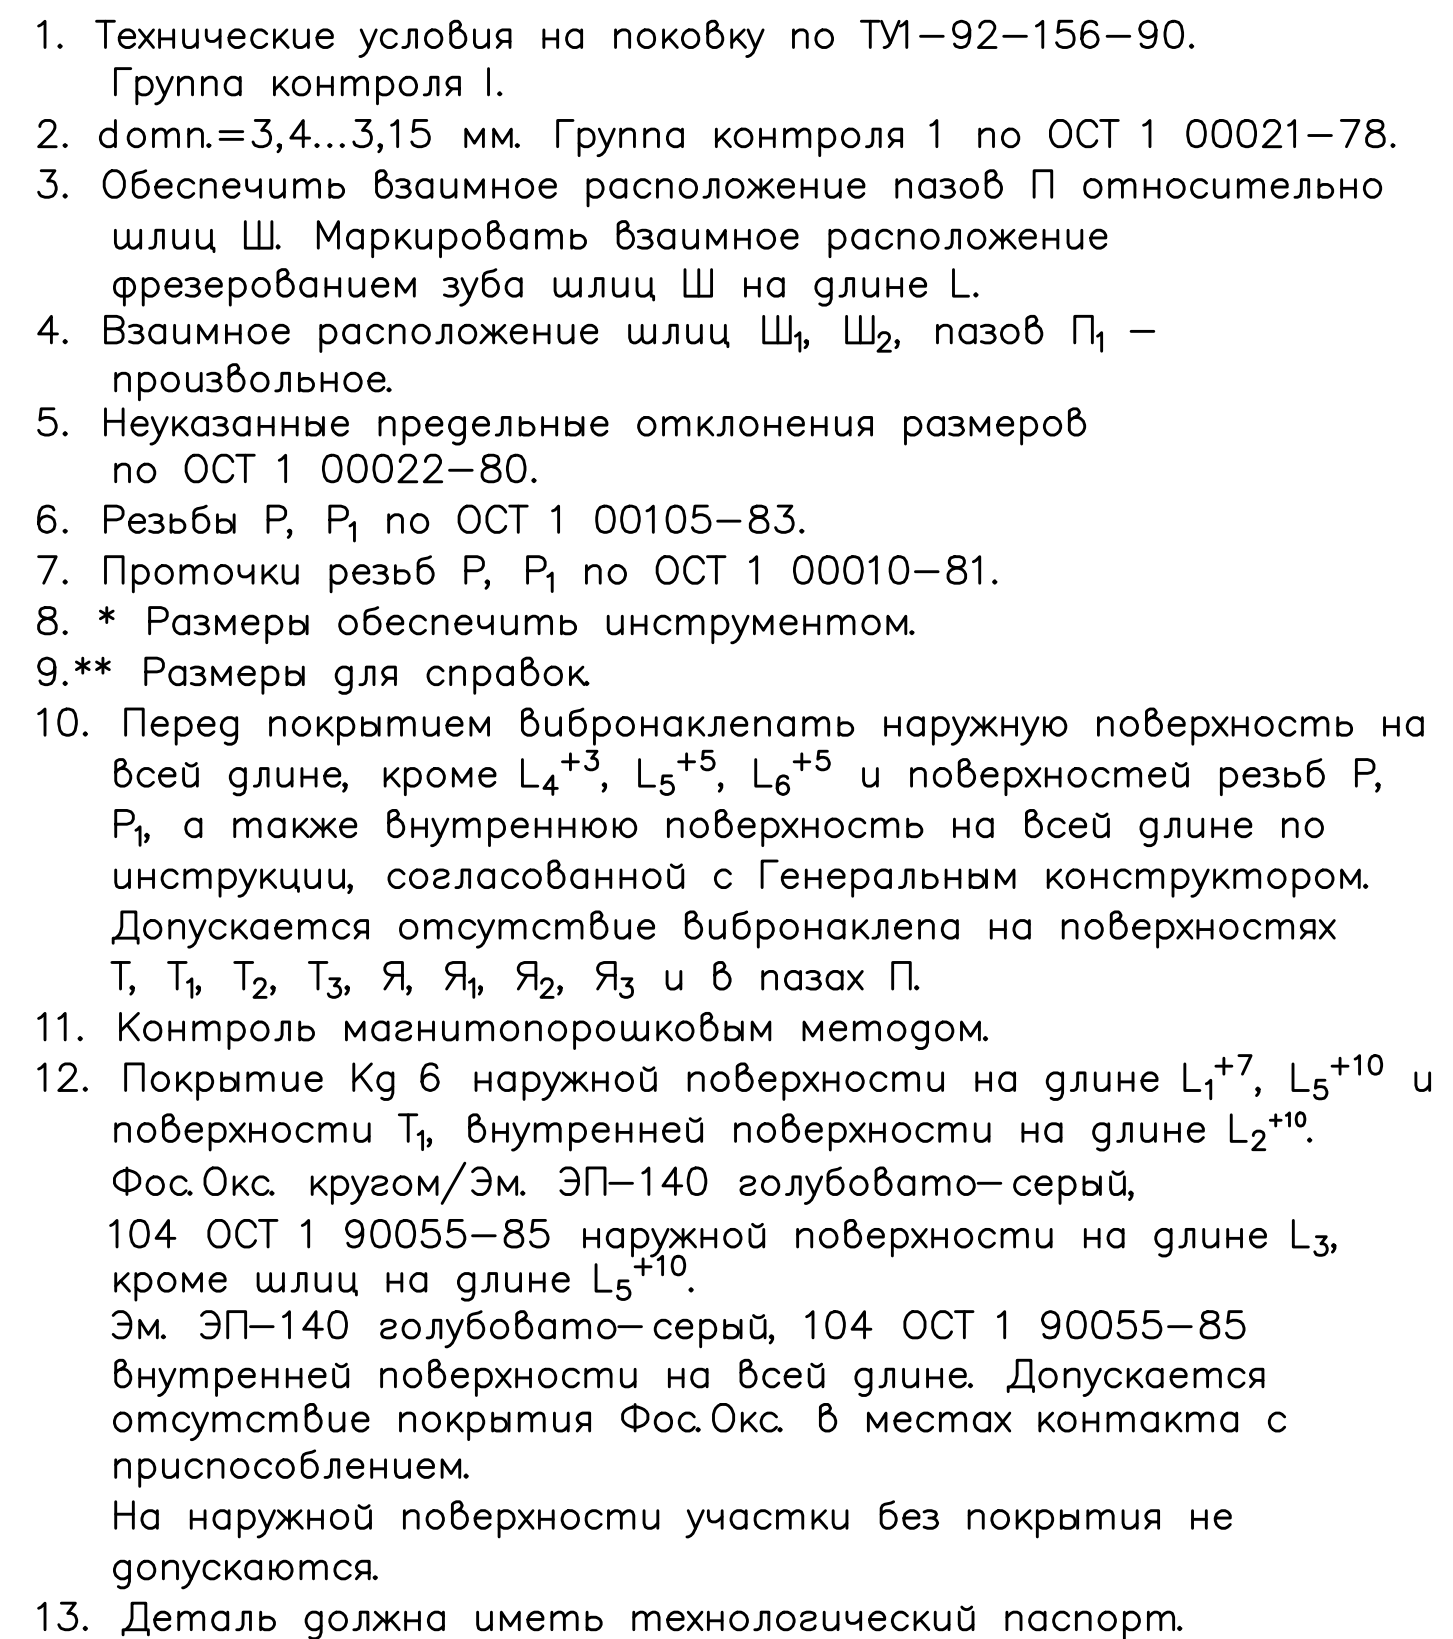 1. Технические условия на поковку по ТУ1-92-156-90.
Группа контроля I.
2. dотп.=3,4...3,15 мм. Группа контроля 1 по ОСТ 1 00021-78.
3. Обеспечить взаимное расположение пазов П относительно
шлиц Ш. Маркировать взаимное расположение
фрезерованием зуба шлиц Ш на длине L.
4. Взаимное расположение шлиц Ш₁, Ш₂, пазов П₁ –
произвольное.
5. Неуказанные предельные отклонения размеров
по ОСТ 1 00022-80.
6. Резьбы Р, Р₁ по ОСТ 1 00105-83.
7. Проточки резьб Р, Р₁ по ОСТ 1 00010-81.
8. * Размеры обеспечить инструментом.
9.** Размеры для справок.
10. Перед покрытием вибронаклепать наружную поверхность на
всей длине, кроме L₄⁺³, L₅⁺⁵, L₆⁺⁵ и поверхностей резьб Р,
Р₁, а также внутреннюю поверхность на всей длине по
инструкции, согласованной с Генеральным конструктором.
Допускается отсутствие вибронаклепа на поверхностях
Т, Т₁, Т₂, Т₃, Я, Я₁, Я₂, Я₃ и в пазах П.
11. Контроль магнитопорошковым методом.
12. Покрытие Кд 6 наружной поверхности на длине L₁⁺⁷, L₅⁺¹⁰ и
поверхности Т₁, внутренней поверхности на длине L₂⁺¹⁰.
Фос.Окс. кругом/Эм. ЭП-140 голубовато-серый,
104 ОСТ 1 90055-85 наружной поверхности на длине L₃,
кроме шлиц на длине L₅⁺¹⁰.
Эм. ЭП-140 голубовато-серый, 104 ОСТ 1 90055-85
внутренней поверхности на всей длине. Допускается
отсутствие покрытия Фос.Окс. в местах контакта с
приспособлением.
На наружной поверхности участки без покрытия не
допускаются.
13. Деталь должна иметь технологический паспорт.